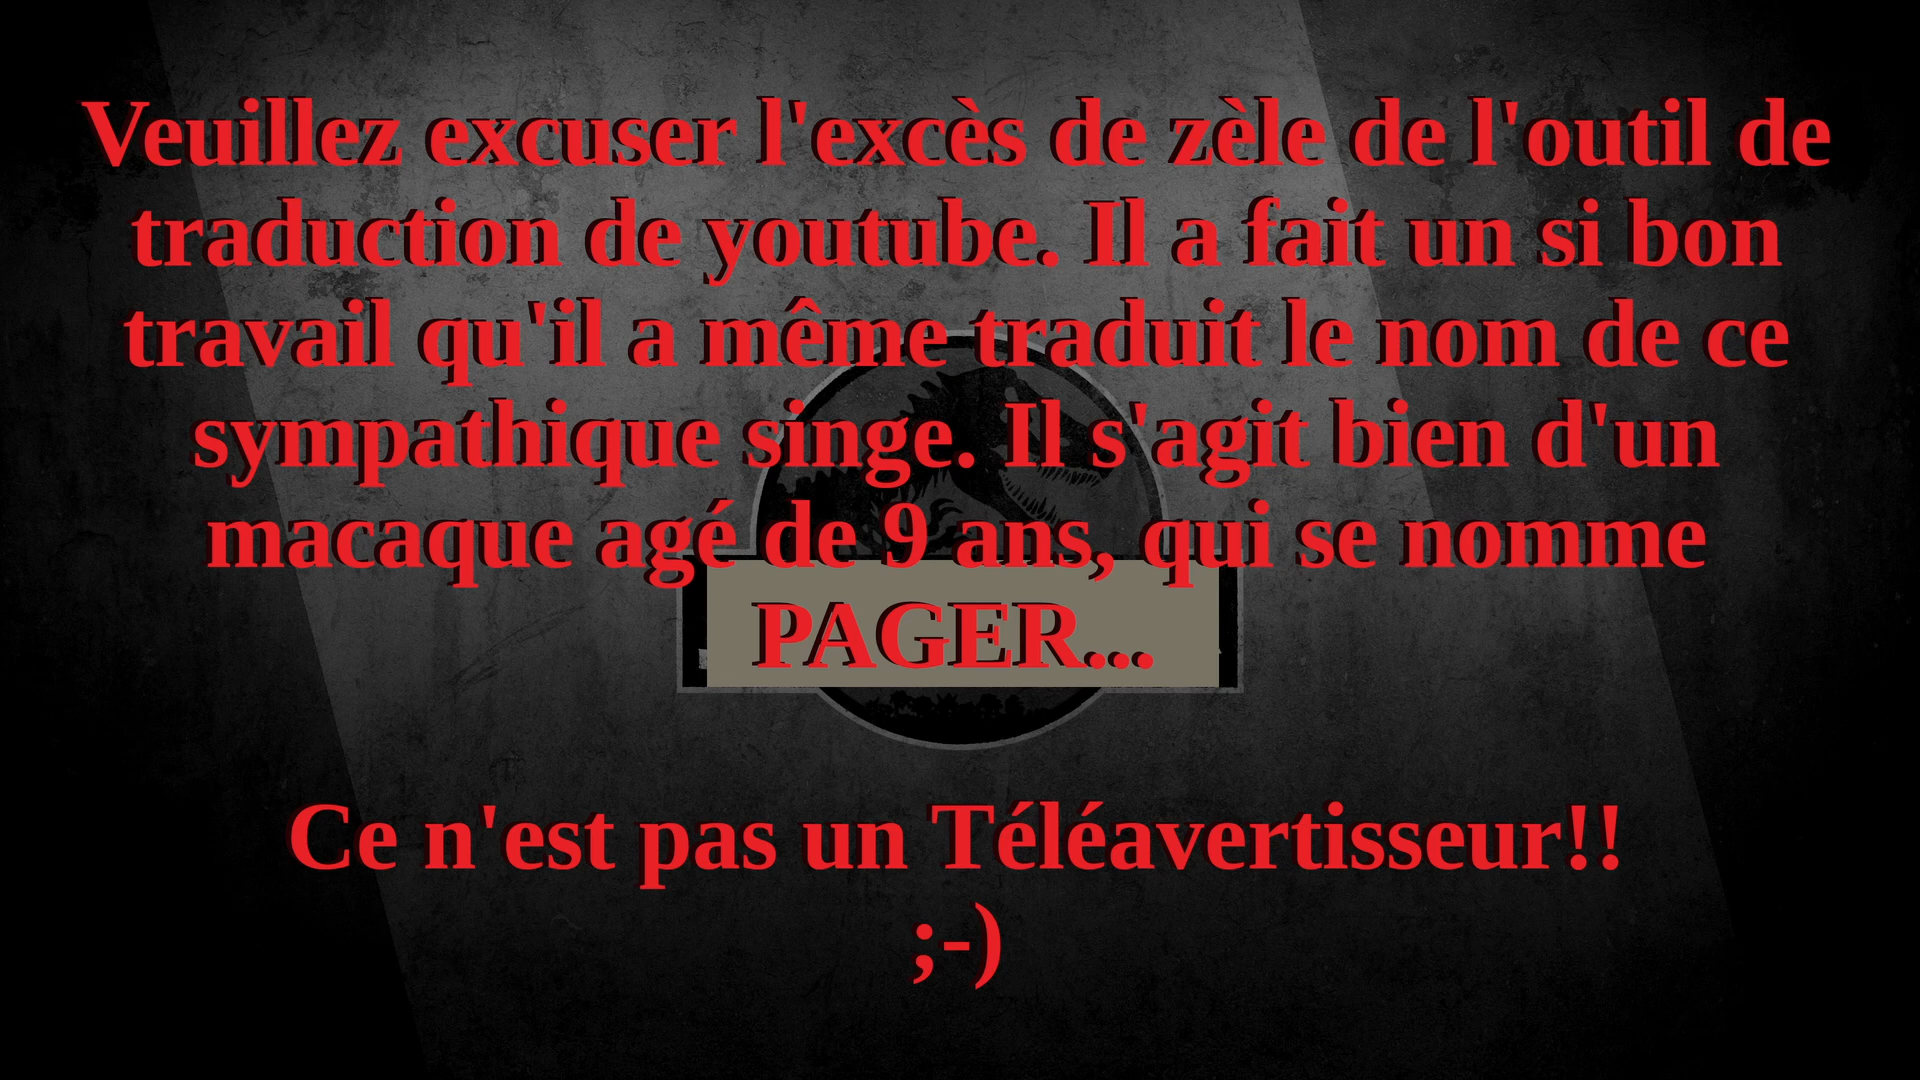 Veuillez excuser l'excès de zèle de l'outil de
traduction de youtube. Il a fait un si bon
travail qu'il a même traduit le nom de ce
sympathique singe. Il s'agit bien d'un
macaque agé de 9 ans, qui se nomme
PAGER...
Ce n'est pas un Téléavertisseur!!
;-)